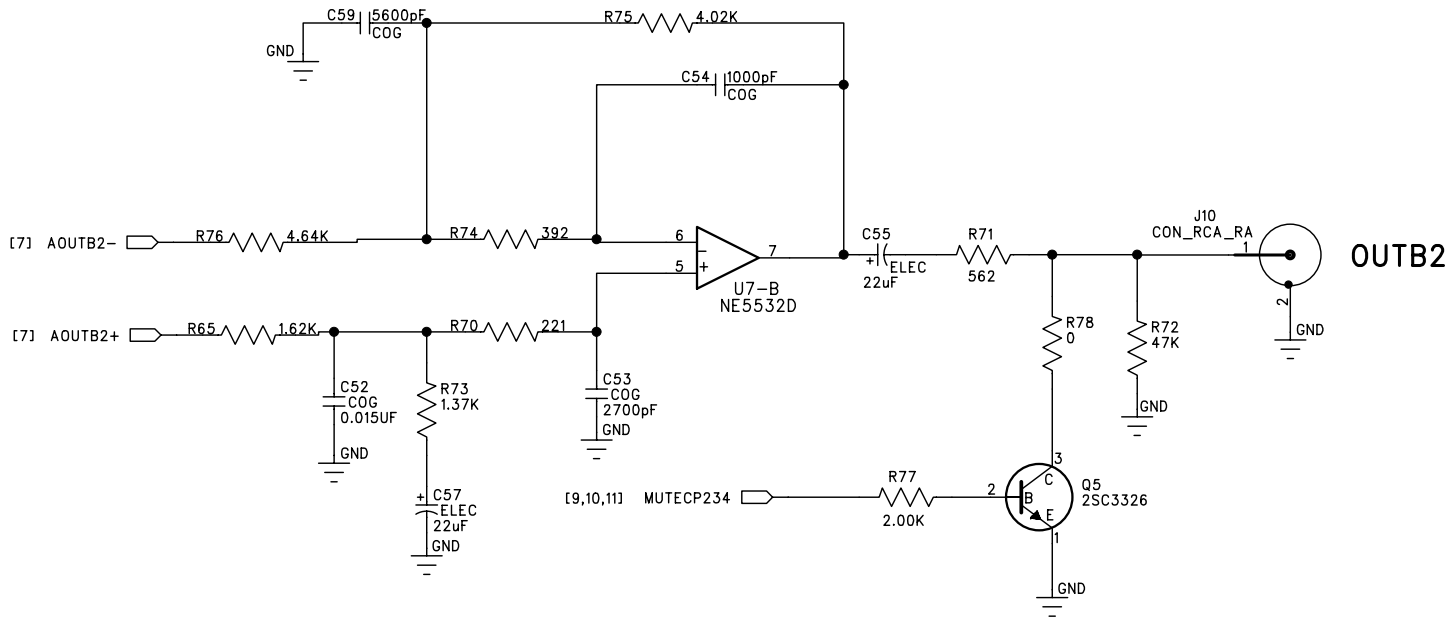 C59 5600pF
COG
GND
R75 4.02K
C54 1000pF
COG
[7] AOUTB2- R76 4.64K
R74 392
6
5
7
U7-B
NE5532D
C55
+ ELEC
22uF
R71
562
J10
CON_RCA_RA
1
2
GND
OUTB2
[7] AOUTB2+ R65 1.62K
R70 221
C52
COG
0.015UF
GND
R73
1.37K
+ C57
ELEC
22uF
GND
C53
COG
2700pF
GND
R78
0
R72
47K
GND
[9,10,11] MUTECP234
R77
2.00K
2
B
3
C
E
1
Q5
2SC3326
GND